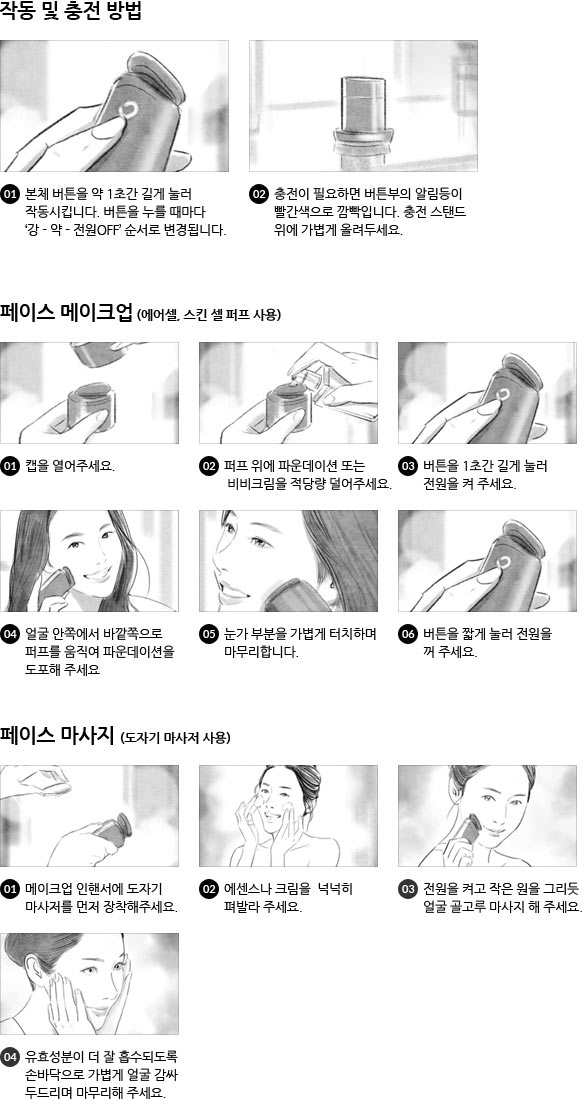 작동 및 충전 방법
01 본체 버튼을 약 1초간 길게 눌러
작동시킵니다. 버튼을 누를 때마다
‘강 - 약 - 전원OFF’ 순서로 변경됩니다.
02 충전이 필요하면 버튼부의 알림등이
빨간색으로 깜빡입니다. 충전 스탠드
위에 가볍게 올려두세요.
페이스 메이크업 (에어셀, 스킨 셀 퍼프 사용)
01 캡을 열어주세요.
02 퍼프 위에 파운데이션 또는
비비크림을 적당량 덜어주세요.
03 버튼을 1초간 길게 눌러
전원을 켜 주세요.
04 얼굴 안쪽에서 바깥쪽으로
퍼프를 움직여 파운데이션을
도포해 주세요
05 눈가 부분을 가볍게 터치하며
마무리합니다.
06 버튼을 짧게 눌러 전원을
꺼 주세요.
페이스 마사지 (도자기 마사저 사용)
01 메이크업 인핸서에 도자기
마사저를 먼저 장착해주세요.
02 에센스나 크림을 넉넉히
펴발라 주세요.
03 전원을 켜고 작은 원을 그리듯
얼굴 골고루 마사지 해 주세요.
04 유효성분이 더 잘 흡수되도록
손바닥으로 가볍게 얼굴 감싸
두드리며 마무리해 주세요.